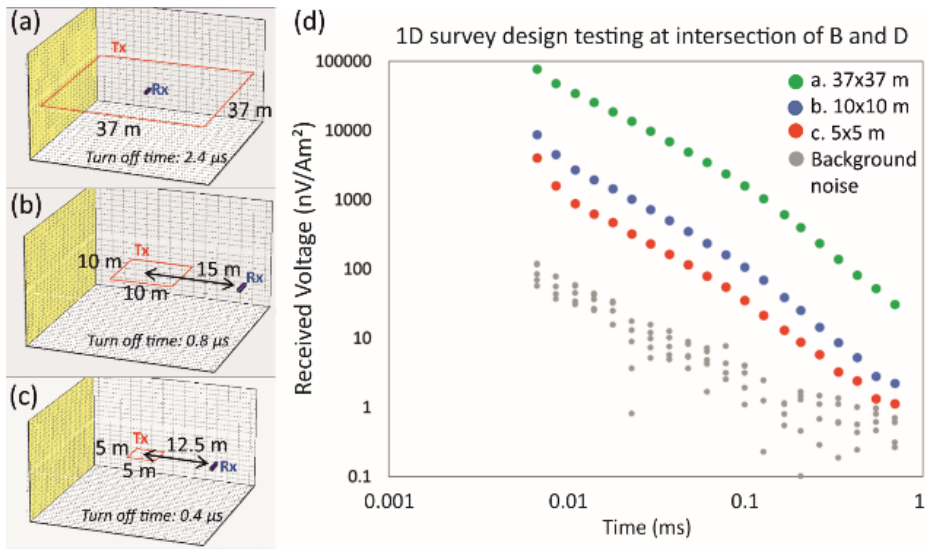 (a)
Tx
Rx
37 m
37 m
Turn off time: 2.4 µs
(b)
Tx
10 m
15 m
Rx
10 m
Turn off time: 0.8 µs
(c)
Tx
5 m
12.5 m
Rx
5 m
Turn off time: 0.4 µs
(d)
1D survey design testing at intersection of B and D
Received Voltage (nV/Am²)
100000
10000
1000
100
10
1
0.1
a. 37x37 m
b. 10x10 m
c. 5x5 m
Background
noise
0.001
0.01
0.1
1
Time (ms)